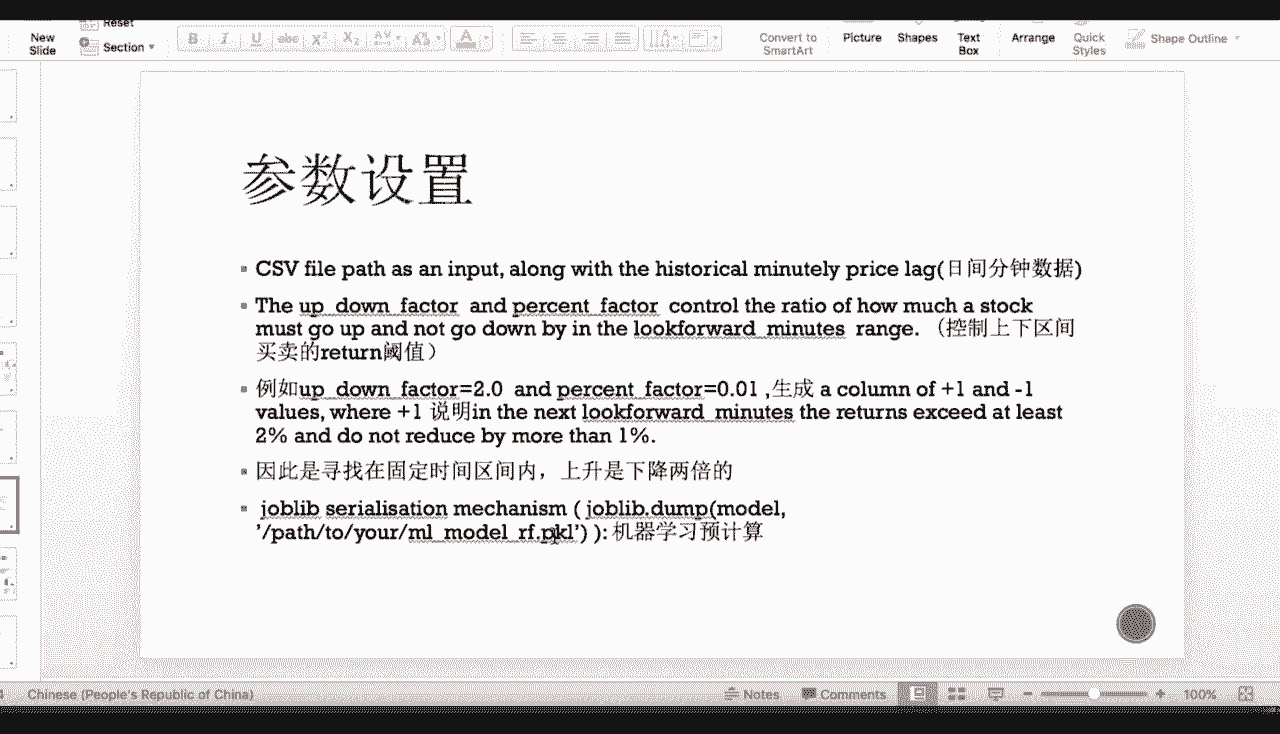 Reset
New
Slide
Section
B I U abc X² X₂ AV Aa A
Convert to
SmartArt
Picture
Shapes
Text
Box
Arrange
Quick
Styles
Shape Outline
参数设置
CSV file path as an input, along with the historical minutely price lag(日间分钟数据)
The up_down_factor and percent_factor control the ratio of how much a stock
must go up and not go down by in the lookforward_minutes range. （控制上下区间
买卖的return阈值）
例如up_down_factor=2.0 and percent_factor=0.01 ,生成 a column of +1 and -1
values, where +1 说明in the next lookforward_minutes the returns exceed at least
2% and do not reduce by more than 1%.
因此是寻找在固定时间区间内，上升是下降两倍的
joblib serialisation mechanism ( joblib.dump(model,
’/path/to/your/ml_model_rf.pkl’) ): 机器学习预计算
4 Chinese (People's Republic of China)
Notes
Comments
100%